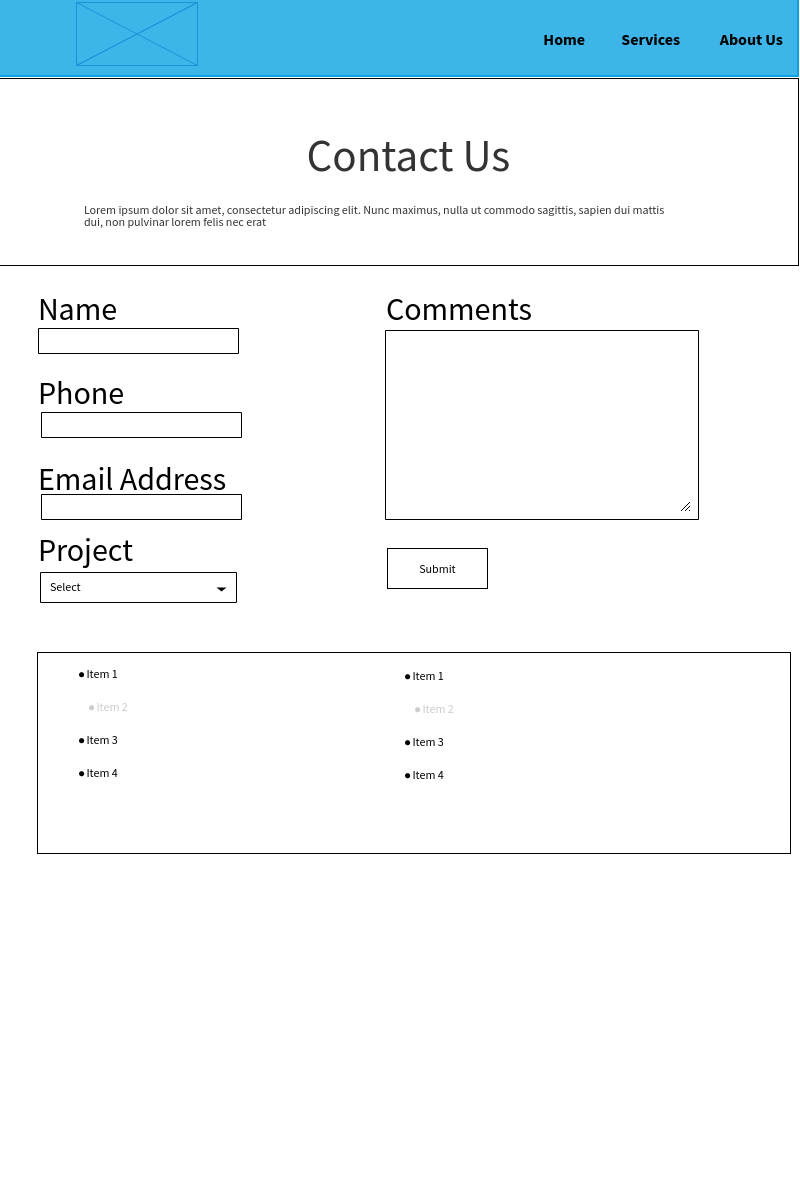 Home Services About Us
Contact Us
Lorem ipsum dolor sit amet, consectetur adipiscing elit. Nunc maximus, nulla ut commodo sagittis, sapien dui mattis
dui, non pulvinar lorem felis nec erat
Name
Phone
Email Address
Project
Select
Comments
Submit
Item 1
Item 2
Item 3
Item 4
Item 1
Item 2
Item 3
Item 4